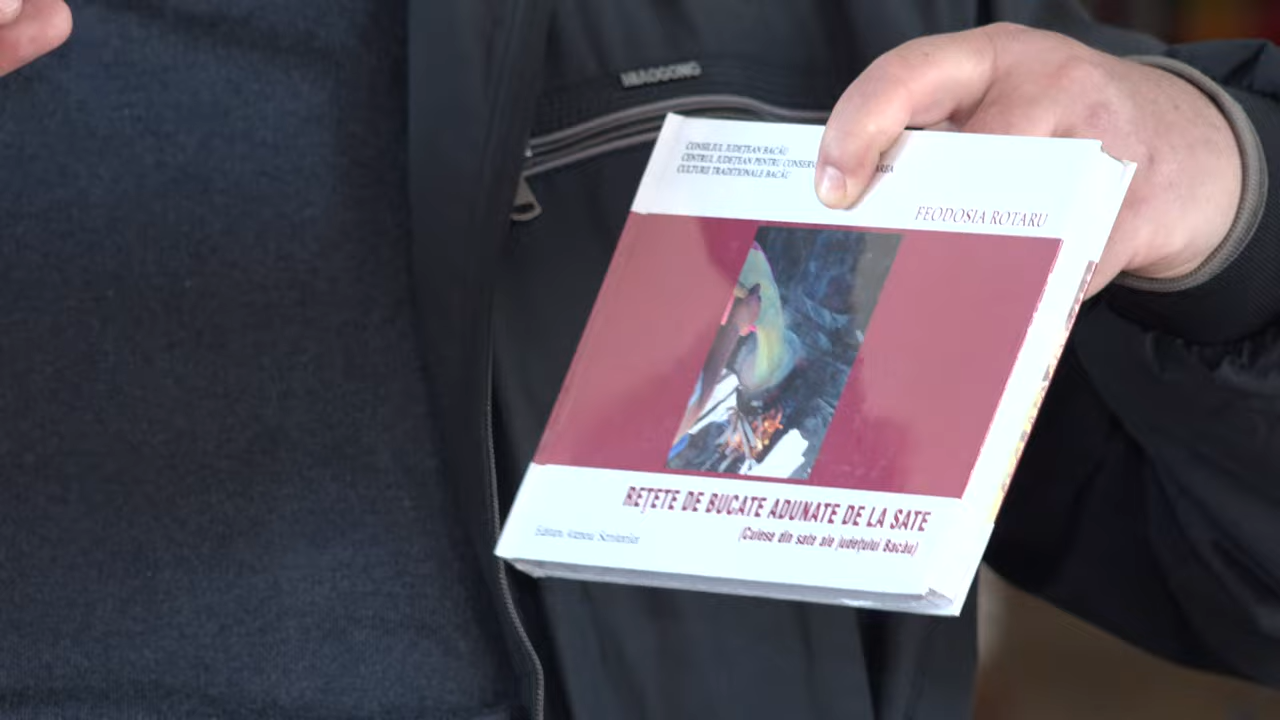 CONSILIUL JUDEȚEAN BACĂU
CENTRUL JUDEȚEAN PENTRU CONSERV
CULTURII TRADIȚIONALE BACĂU
FEODOSIA ROTARU
REȚETE DE BUCATE ADUNATE DE LA SATE
(Culese din sate ale județului Bacău)